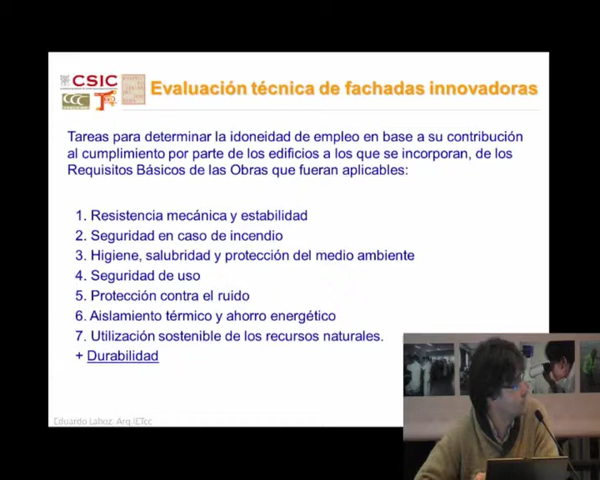 CSIC
Evaluación técnica de fachadas innovadoras
Tareas para determinar la idoneidad de empleo en base a su contribución
al cumplimiento por parte de los edificios a los que se incorporan, de los
Requisitos Básicos de las Obras que fueran aplicables:
1. Resistencia mecánica y estabilidad
2. Seguridad en caso de incendio
3. Higiene, salubridad y protección del medio ambiente
4. Seguridad de uso
5. Protección contra el ruido
6. Aislamiento térmico y ahorro energético
7. Utilización sostenible de los recursos naturales.
+ Durabilidad
Eduardo Lahoz. Arq IETcc